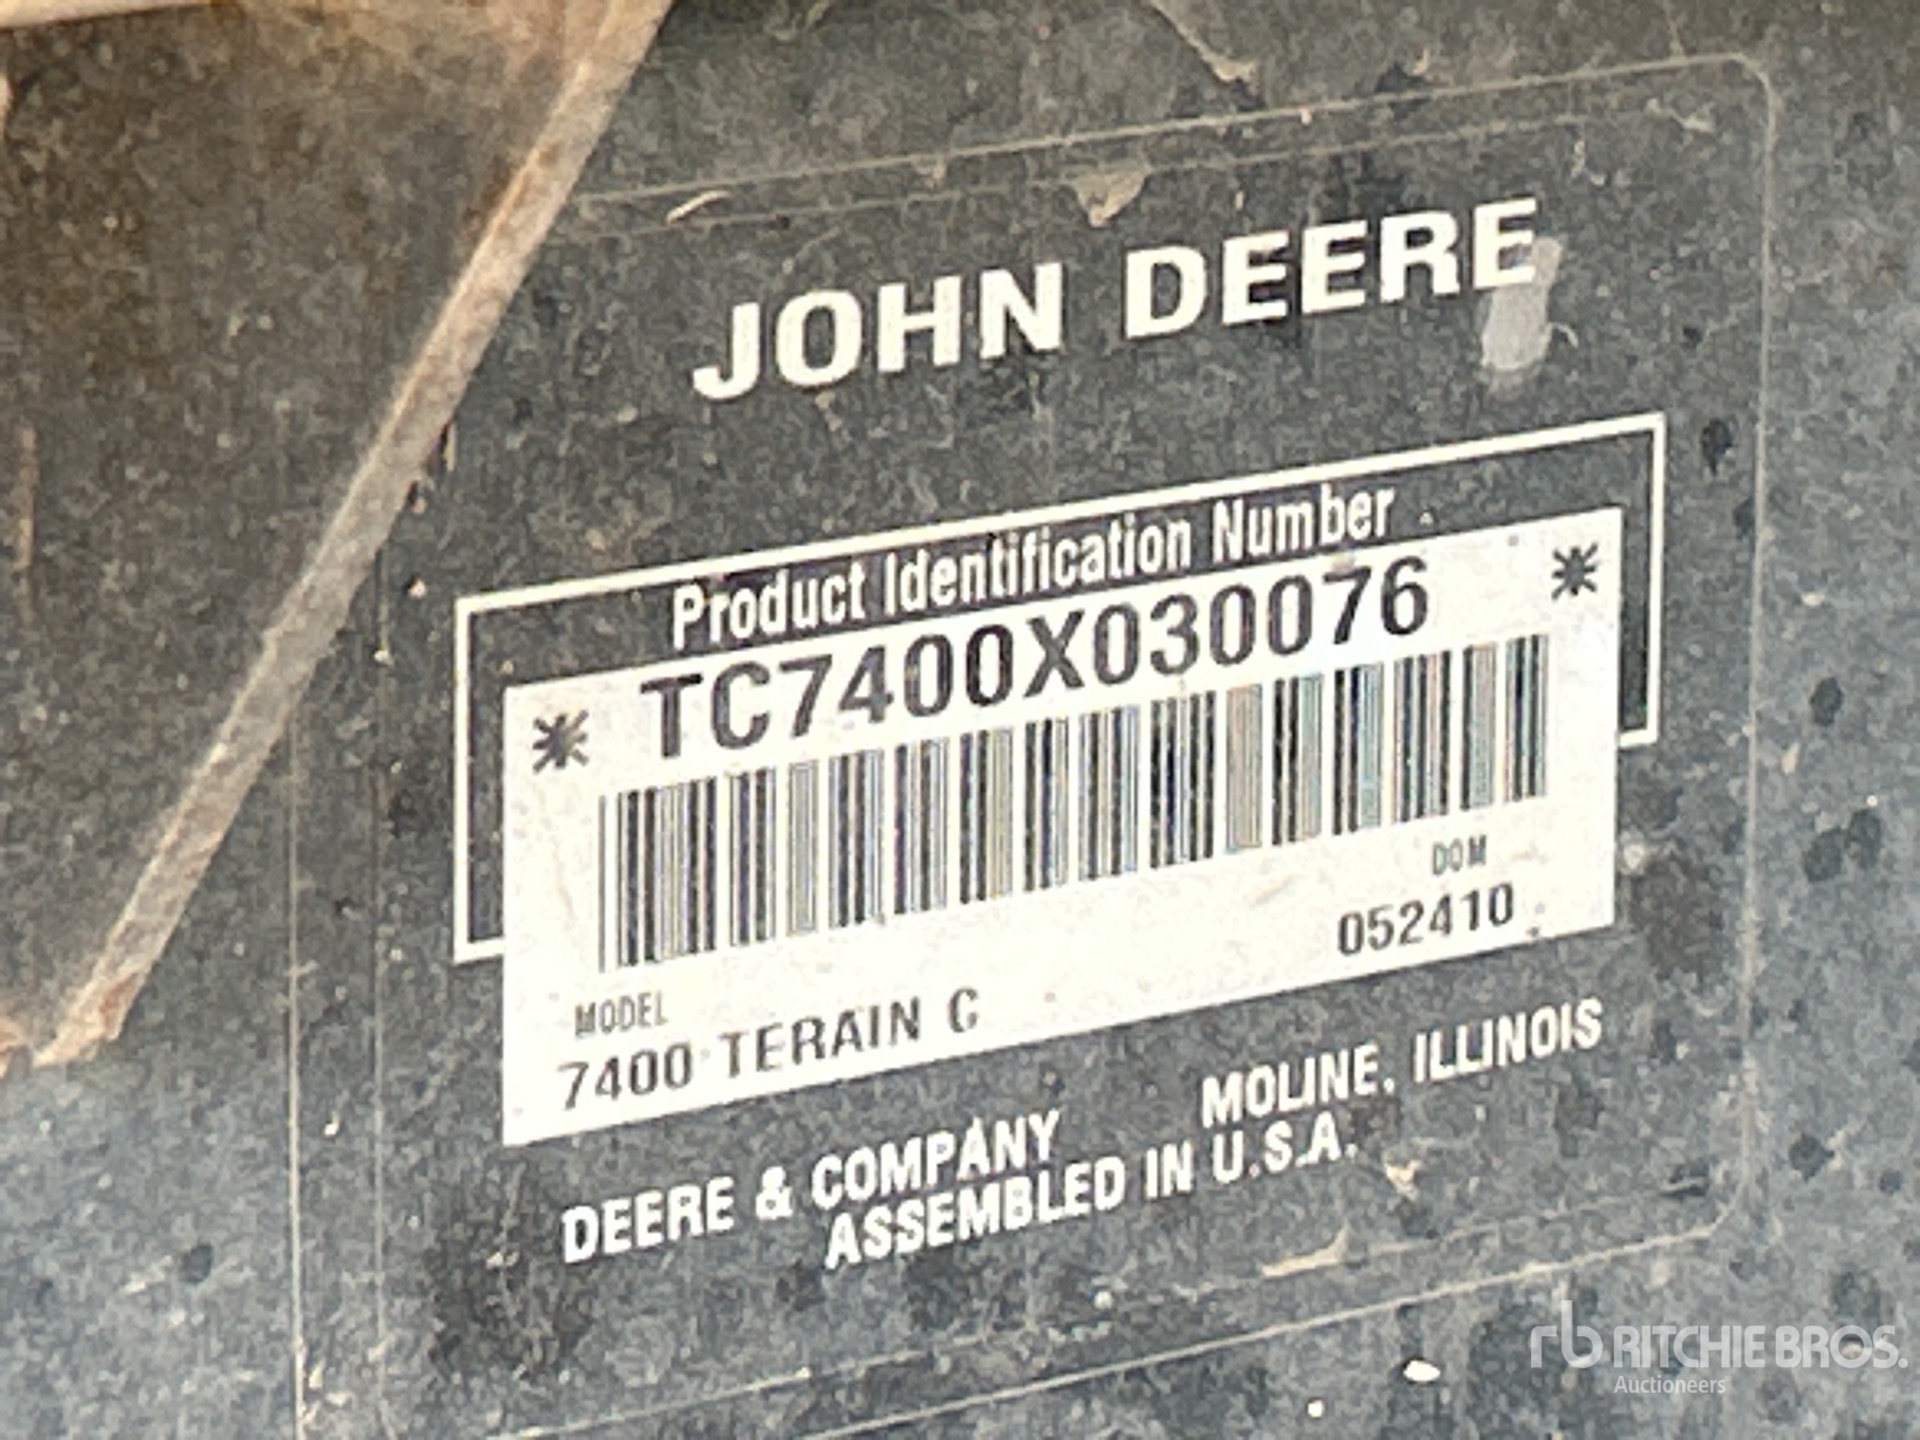 JOHN DEERE
Product Identification Number
* TC7400X030076 *
DOM
052410
MODEL
7400 TERAIN C
DEERE & COMPANY MOLINE, ILLINOIS
ASSEMBLED IN U.S.A.
rb RITCHIE BROS.
Auctioneers